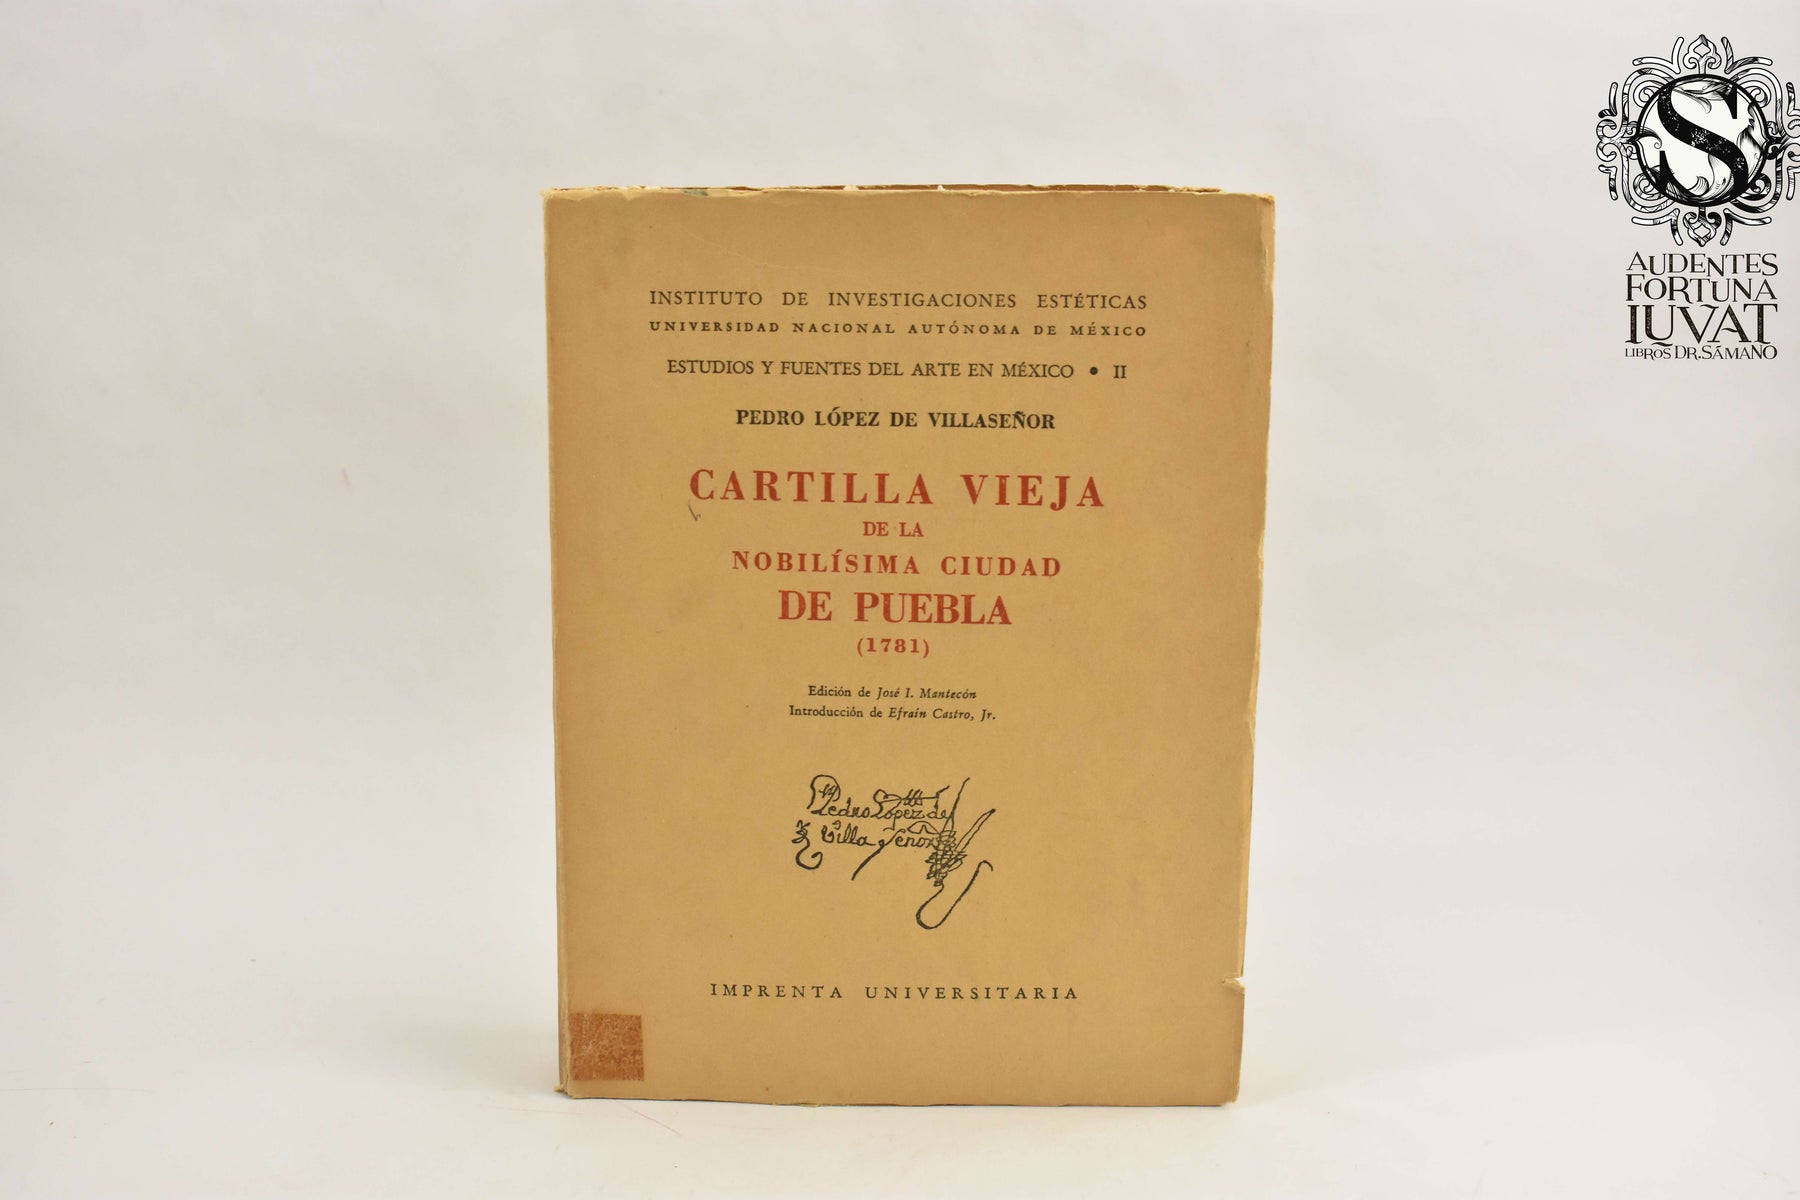 INSTITUTO DE INVESTIGACIONES ESTÉTICAS
UNIVERSIDAD NACIONAL AUTÓNOMA DE MÉXICO
ESTUDIOS Y FUENTES DEL ARTE EN MÉXICO • II
PEDRO LÓPEZ DE VILLASEÑOR
CARTILLA VIEJA
DE LA
NOBILÍSIMA CIUDAD
DE PUEBLA
(1781)
Edición de José I. Mantecón
Introducción de Efraín Castro, Jr.
Pedro López de
Villa Señor
IMPRENTA UNIVERSITARIA
S
AUDENTES
FORTUNA
IUVAT
LIBROS DR. SÁMANO